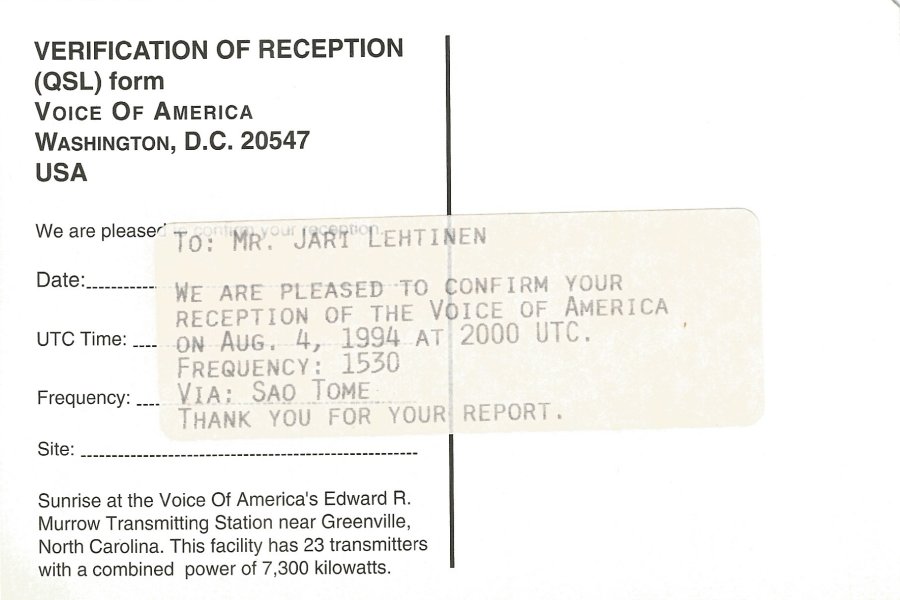 VERIFICATION OF RECEPTION
(QSL) form
VOICE OF AMERICA
WASHINGTON, D.C. 20547
USA
We are pleased to confirm your reception.
Date:
UTC Time:
Frequency:
Site:
TO: MR. JARI LEHTINEN
WE ARE PLEASED TO CONFIRM YOUR
RECEPTION OF THE VOICE OF AMERICA
ON AUG. 4, 1994 AT 2000 UTC.
FREQUENCY: 1530
VIA: SAO TOME
THANK YOU FOR YOUR REPORT.
Sunrise at the Voice Of America's Edward R.
Murrow Transmitting Station near Greenville,
North Carolina. This facility has 23 transmitters
with a combined power of 7,300 kilowatts.